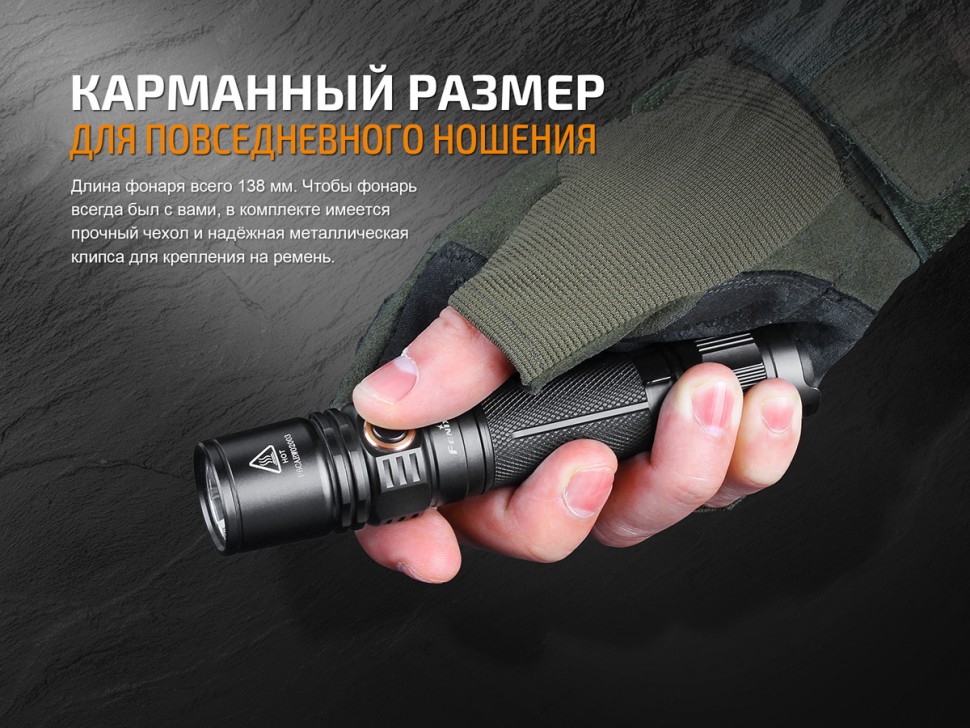 КАРМАННЫЙ РАЗМЕР
ДЛЯ ПОВСЕДНЕВНОГО НОШЕНИЯ
Длина фонаря всего 138 мм. Чтобы фонарь
всегда был с вами, в комплекте имеется
прочный чехол и надёжная металлическая
клипса для крепления на ремень.
HOT